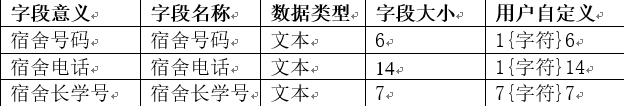 字段意义 字段名称 数据类型 字段大小 用户自定义
宿舍号码 宿舍号码 文本 6 1{字符}6
宿舍电话 宿舍电话 文本 14 1{字符}14
宿舍长学号 宿舍长学号 文本 7 7{字符}7